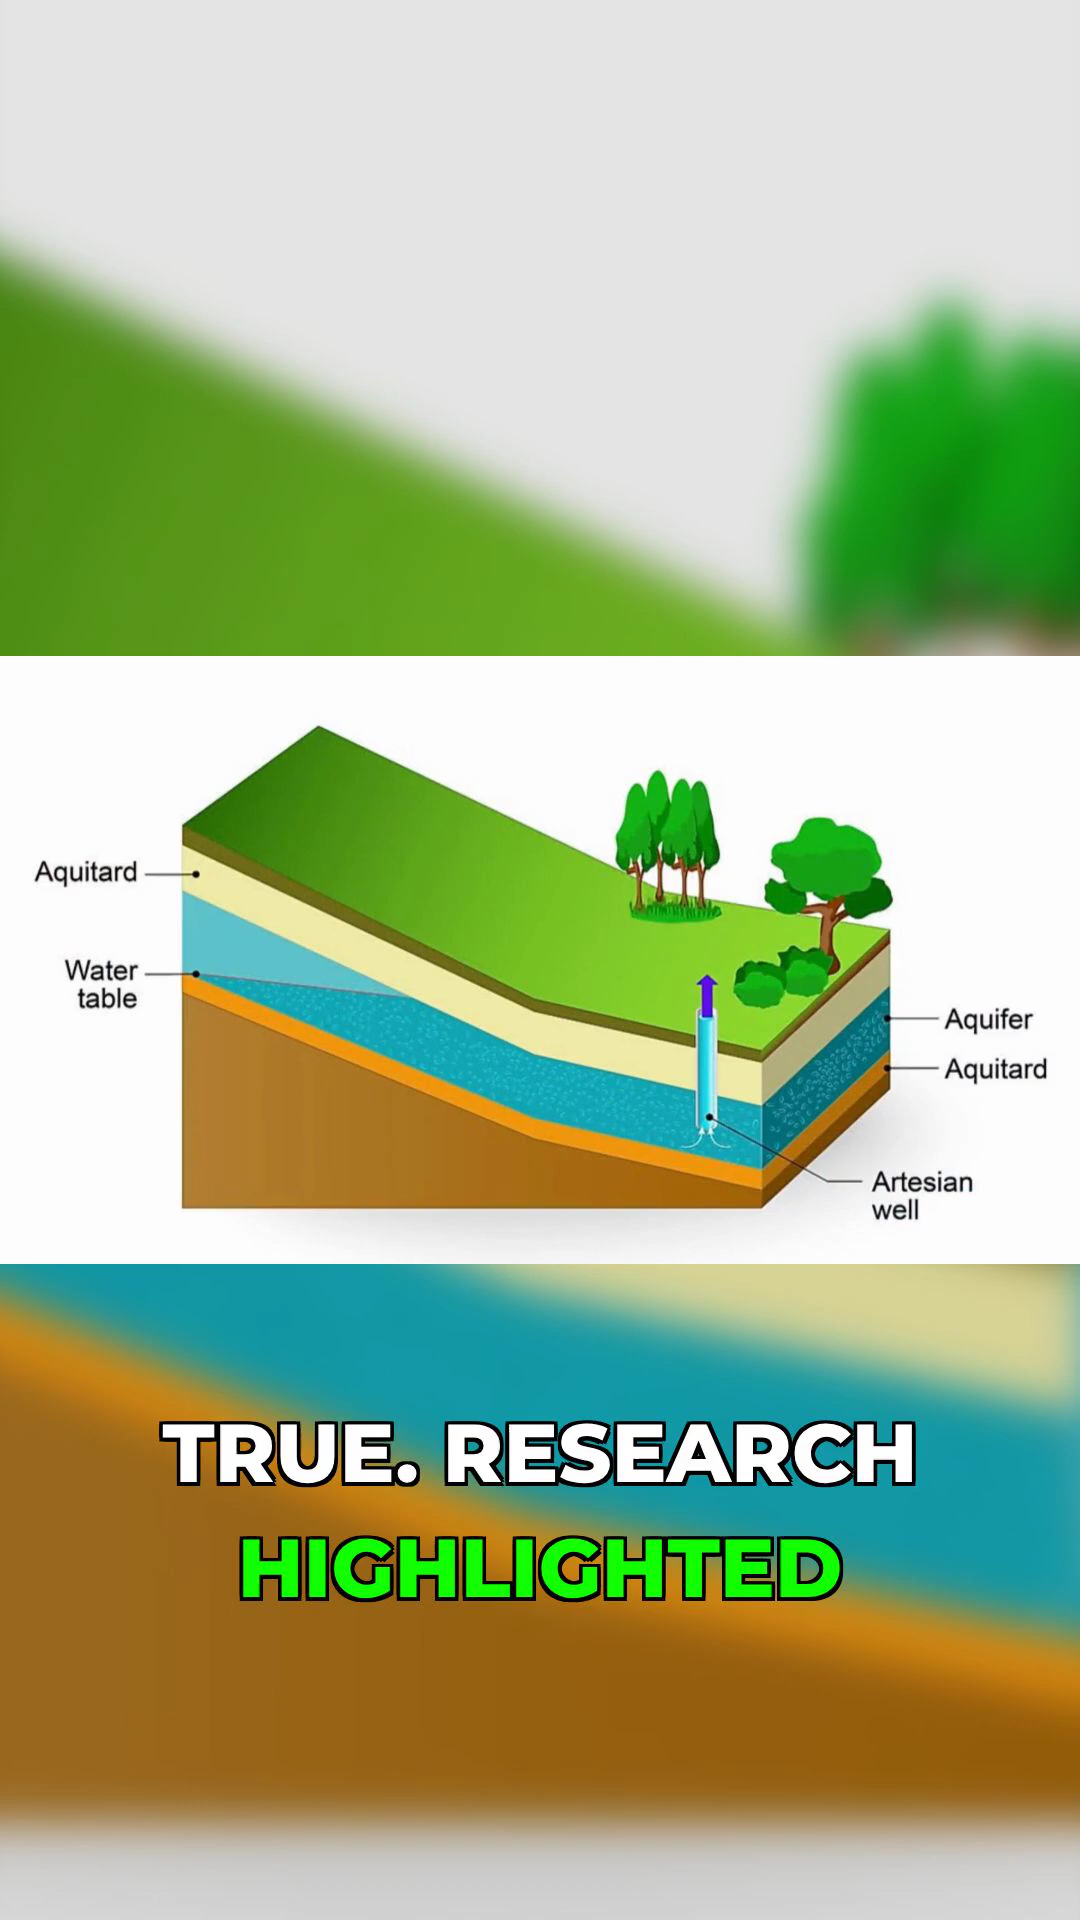 Aquitard
Water
table
Aquifer
Aquitard
Artesian
well
TRUE. RESEARCH
HIGHLIGHTED